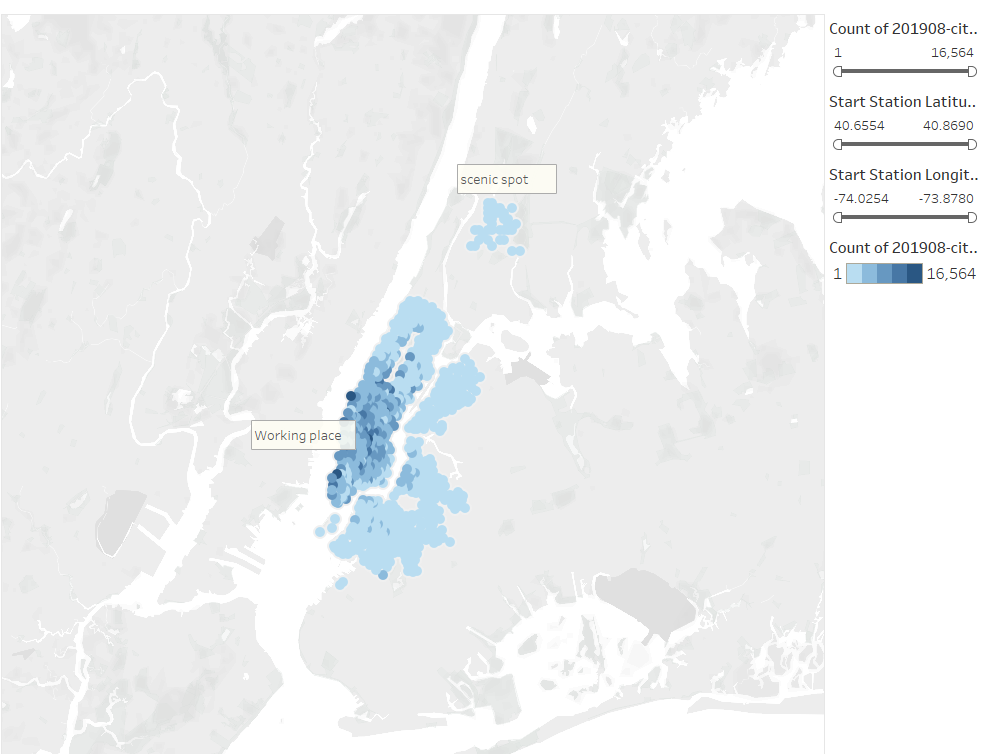 scenic spot
Working place
Count of 201908-cit..
1 16,564
Start Station Latitu..
40.6554 40.8690
Start Station Longit..
-74.0254 -73.8780
Count of 201908-cit..
1 16,564